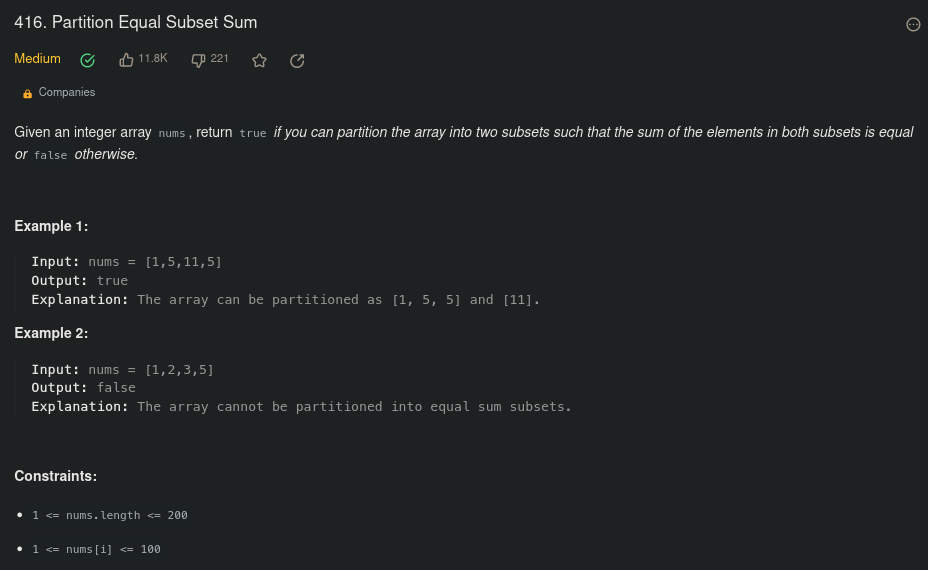 416. Partition Equal Subset Sum
Medium 11.8K 221
Companies
Given an integer array nums, return true if you can partition the array into two subsets such that the sum of the elements in both subsets is equal
or false otherwise.
Example 1:
Input: nums = [1,5,11,5]
Output: true
Explanation: The array can be partitioned as [1, 5, 5] and [11].
Example 2:
Input: nums = [1,2,3,5]
Output: false
Explanation: The array cannot be partitioned into equal sum subsets.
Constraints:
• 1 <= nums.length <= 200
• 1 <= nums[i] <= 100